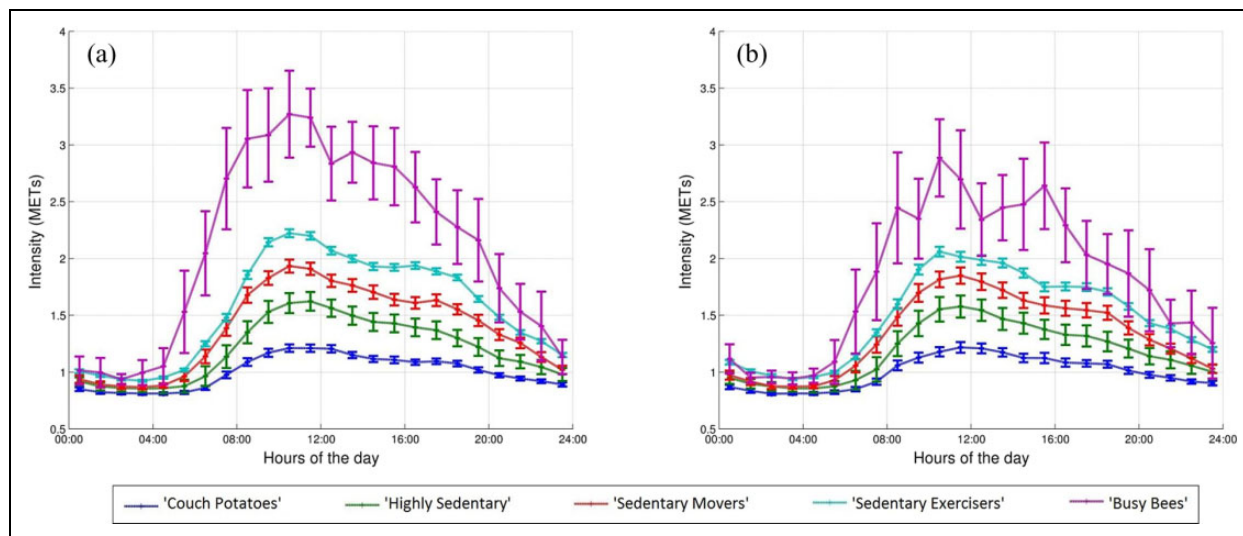 (a)
4
3.5
3
2.5
2
1.5
1
0.5
Intensity (METs)
00:00 04:00 08:00 12:00 16:00 20:00 24:00
Hours of the day
(b)
4
3.5
3
2.5
2
1.5
1
0.5
Intensity (METs)
00:00 04:00 08:00 12:00 16:00 20:00 24:00
Hours of the day
'Couch Potatoes' 'Highly Sedentary' 'Sedentary Movers' 'Sedentary Exercisers' 'Busy Bees'